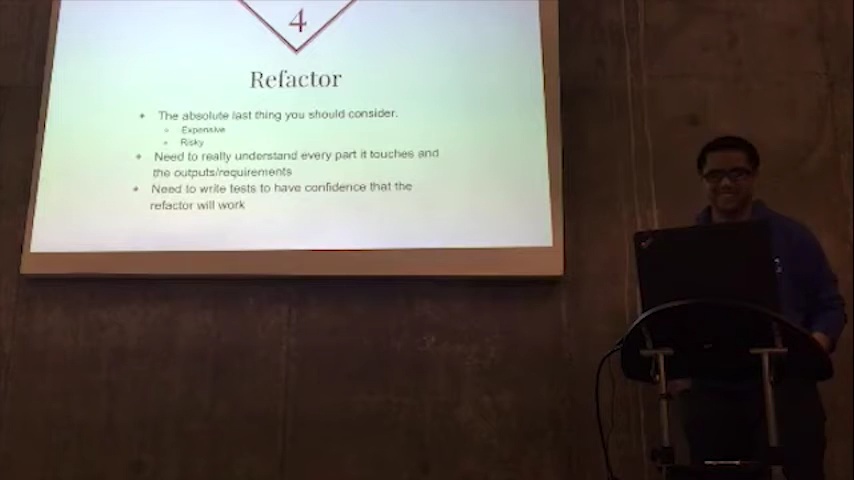 4
Refactor
The absolute last thing you should consider.
Expensive
Risky
Need to really understand every part it touches and
the outputs/requirements
Need to write tests to have confidence that the
refactor will work